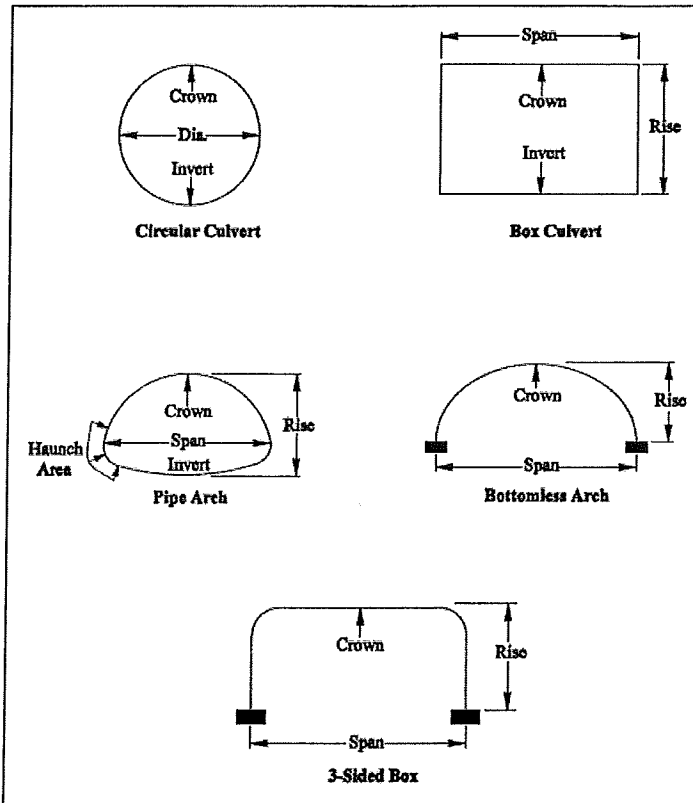 Crown
Dia.
Invert
Circular Culvert
Span
Crown
Rise
Invert
Box Culvert
Crown
Span
Rise
Haunch
Area
Invert
Pipe Arch
Crown
Rise
Span
Bottomless Arch
Crown
Rise
Span
3-Sided Box